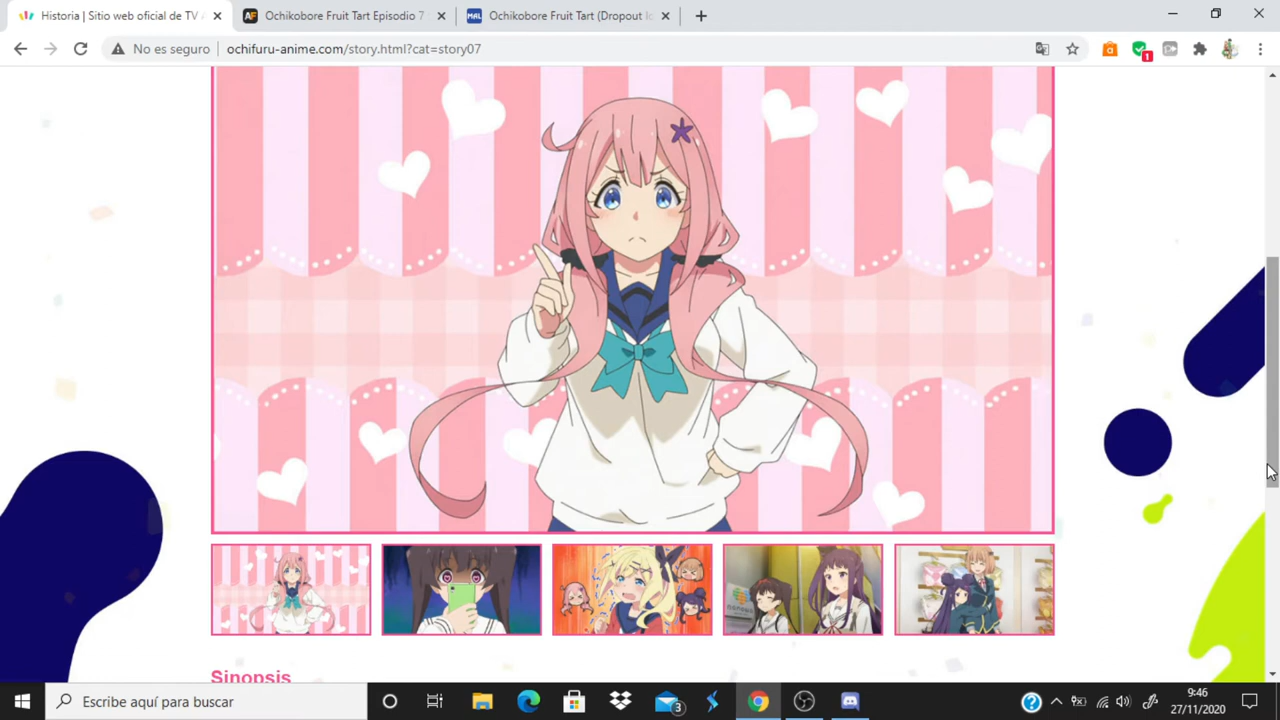 Historia | Sitio web oficial de TV A
Ochikobore Fruit Tart Episodio 7
Ochikobore Fruit Tart (Dropout Id
No es seguro
ochifuru-anime.com/story.html?cat=story07
Sinopsis
Escribe aquí para buscar
9:46
27/11/2020